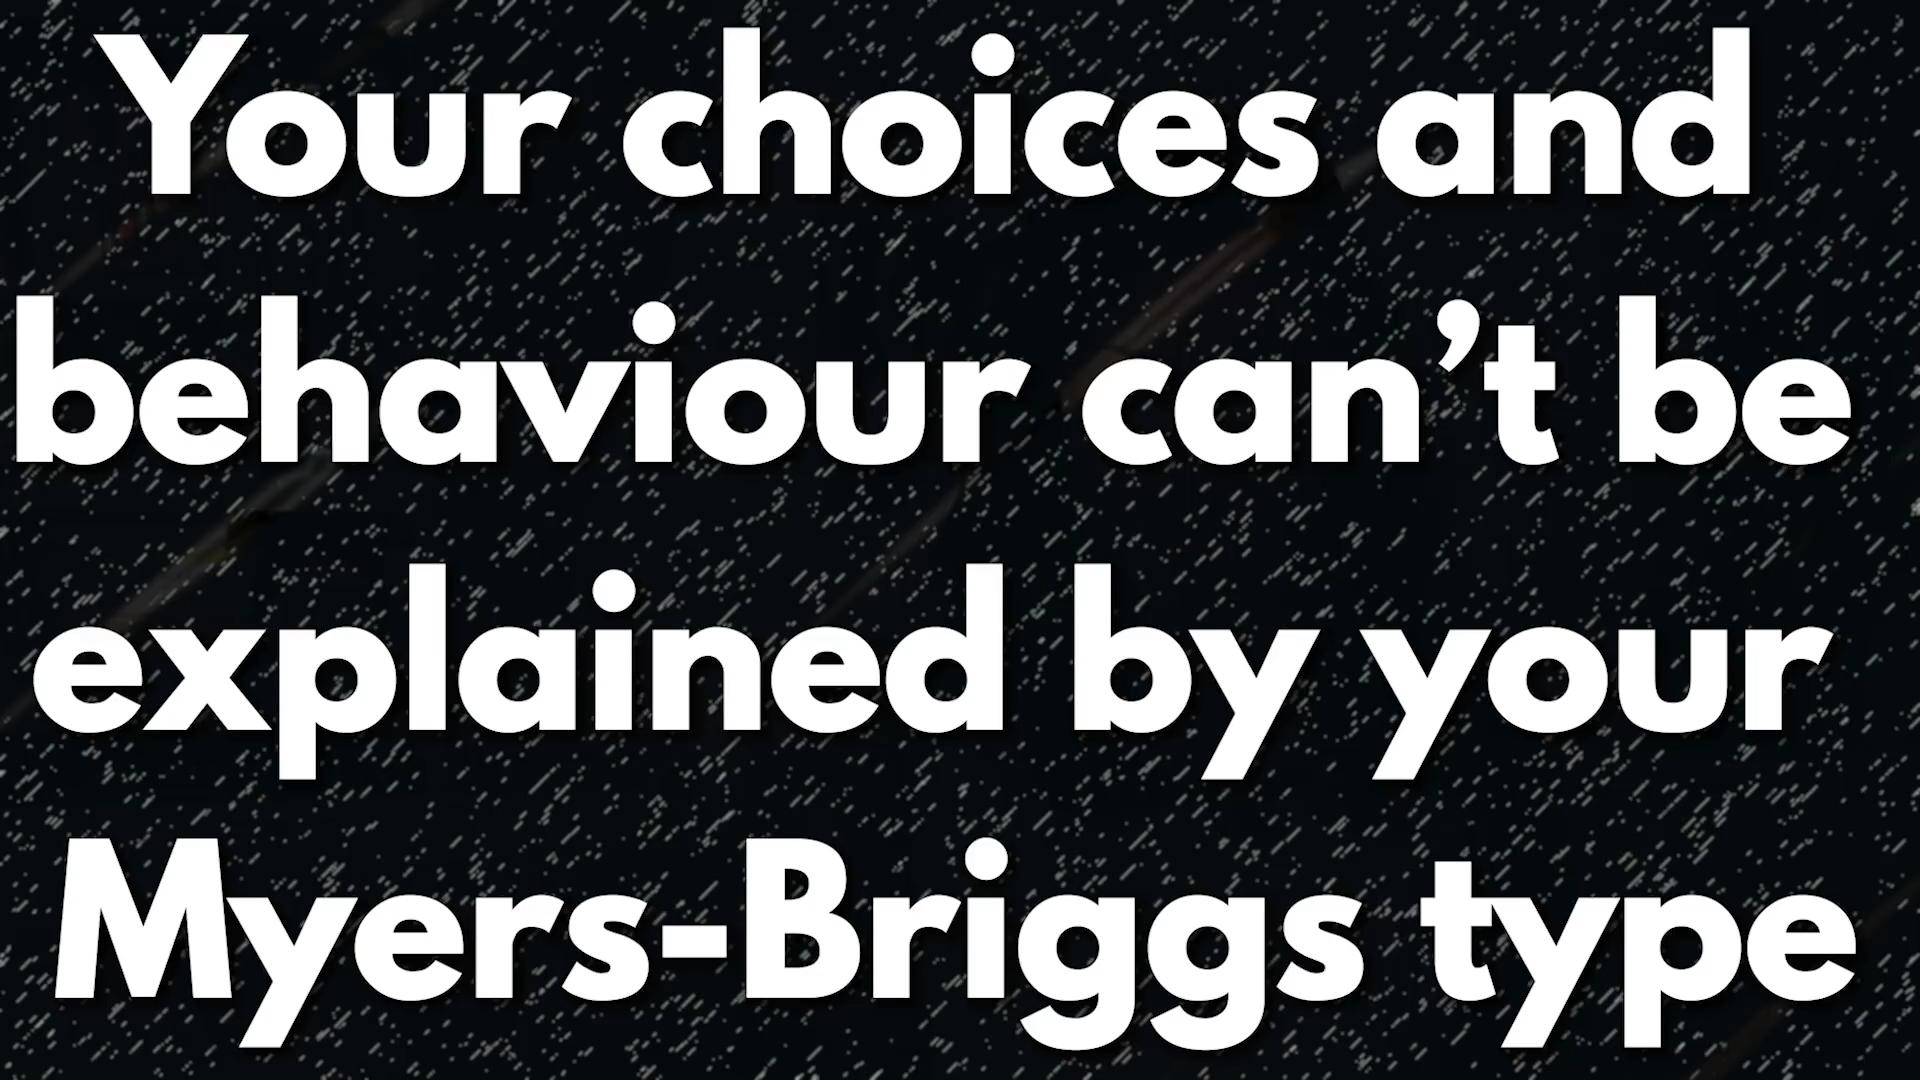 Your choices and
behaviour can’t be
explained by your
Myers-Briggs type